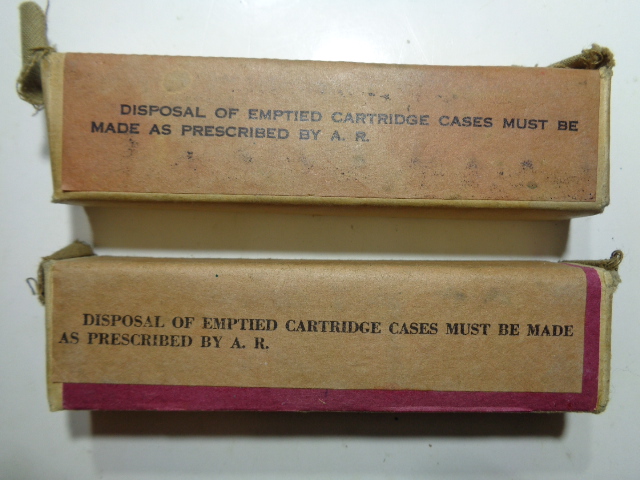 DISPOSAL OF EMPTIED CARTRIDGE CASES MUST BE
MADE AS PRESCRIBED BY A. R.
DISPOSAL OF EMPTIED CARTRIDGE CASES MUST BE MADE
AS PRESCRIBED BY A. R.